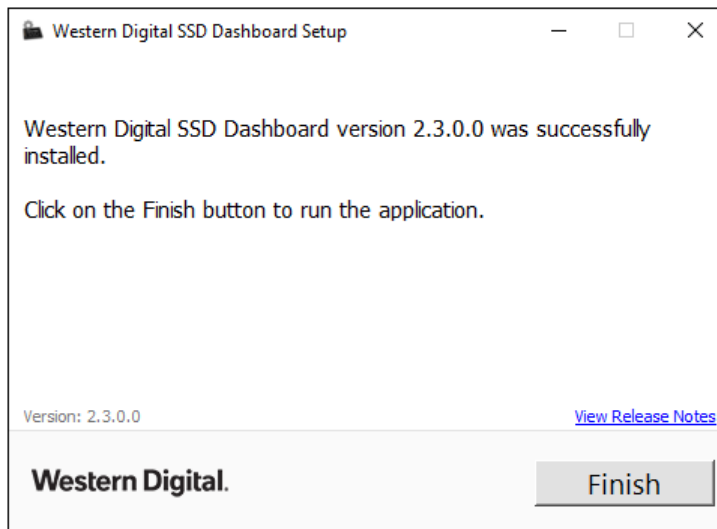 Western Digital SSD Dashboard Setup
Western Digital SSD Dashboard version 2.3.0.0 was successfully
installed.
Click on the Finish button to run the application.
Version: 2.3.0.0
View Release Notes
Western Digital.
Finish